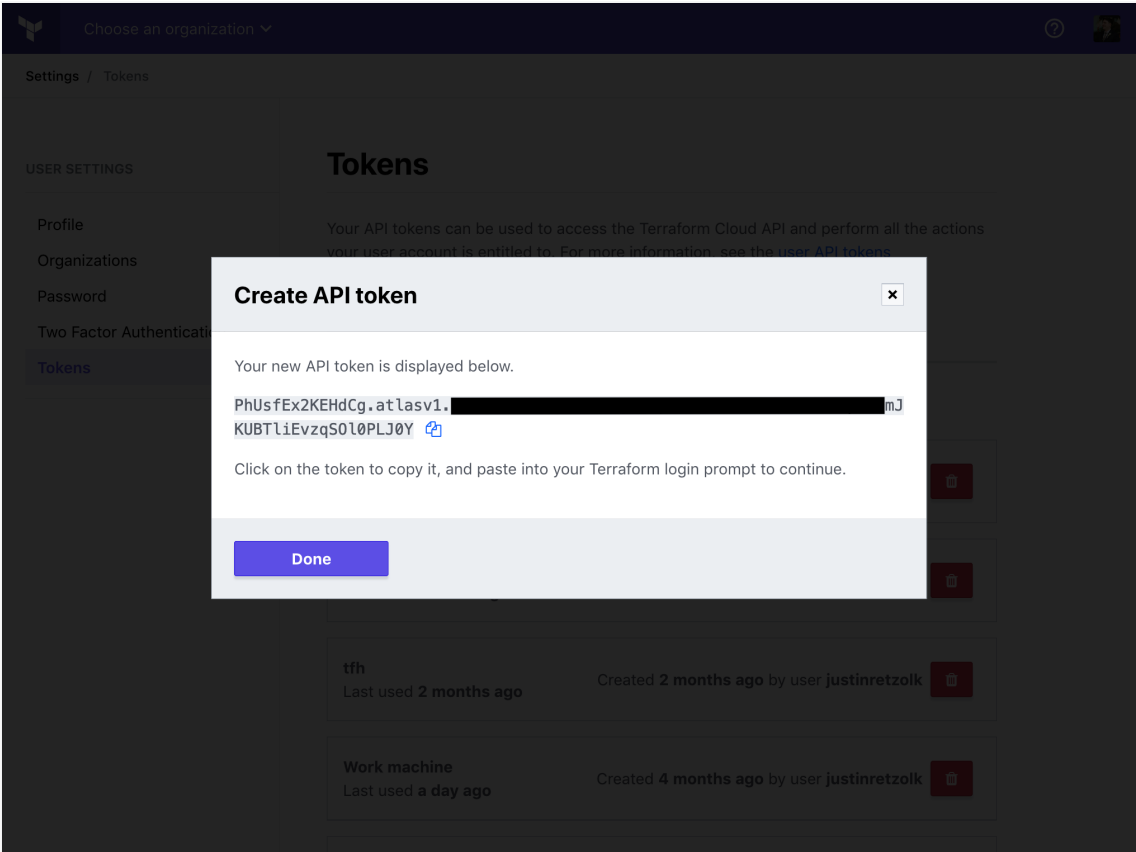 Choose an organization
Settings / Tokens
USER SETTINGS
Profile
Organizations
Password
Two Factor Authenticatio
Tokens
Tokens
Your API tokens can be used to access the Terraform Cloud API and perform all the actions
your user account is entitled to. For more information, see the user API tokens
Create API token
Your new API token is displayed below.
PhUsfEx2KEHdCg.atlasv1. mJ
KUBTliEvzqSOl0PLJ0Y
Click on the token to copy it, and paste into your Terraform login prompt to continue.
Done
tfh
Last used 2 months ago
Created 2 months ago by user justinretzolk
Work machine
Last used a day ago
Created 4 months ago by user justinretzolk